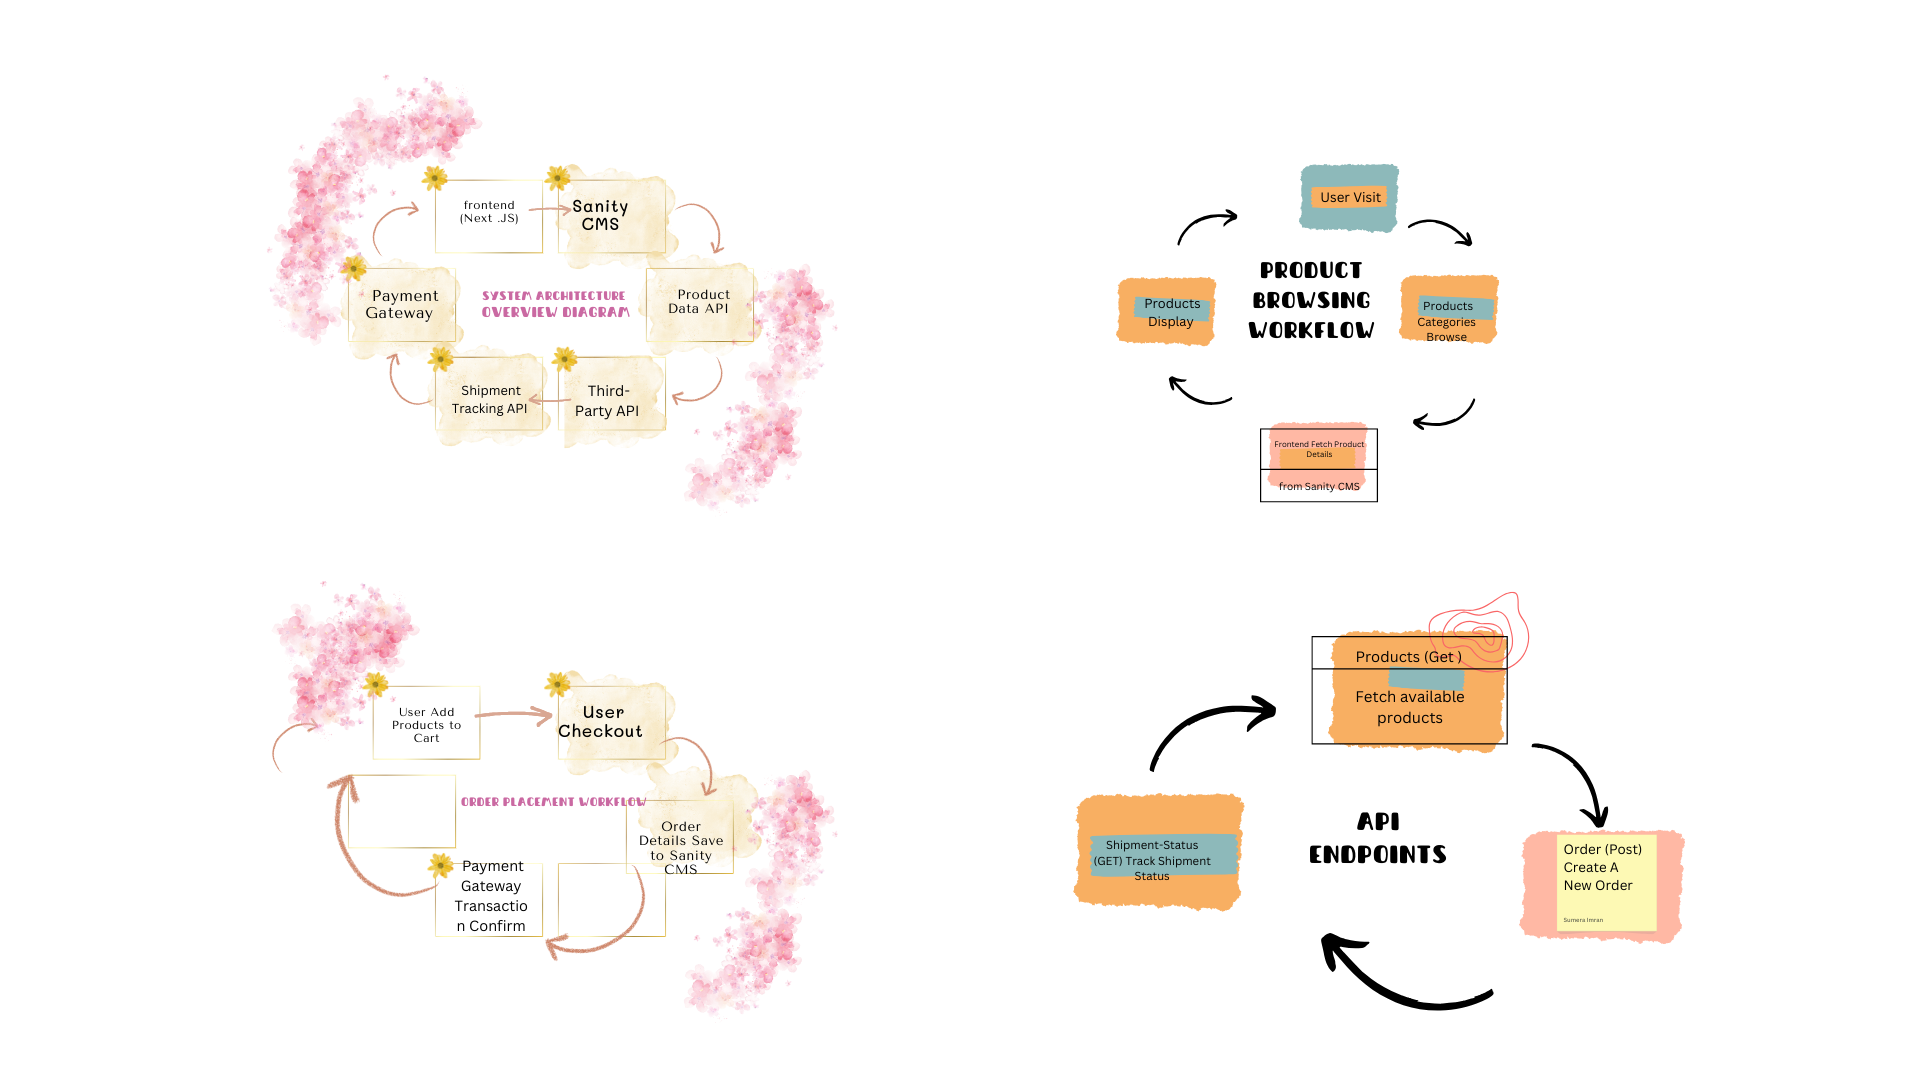 frontend
(Next .JS)
Sanity
CMS
Payment
Gateway
SYSTEM ARCHITECTURE
OVERVIEW DIAGRAM
Product
Data API
Shipment
Tracking API
Third-
Party API
User Visit
PRODUCT
BROWSING
WORKFLOW
Products
Display
Products
Categories
Browse
Frontend Fetch Product
Details
from Sanity CMS
User Add
Products to
Cart
User
Checkout
ORDER PLACEMENT WORKFLOW
Order
Details Save
to Sanity
CMS
Payment
Gateway
Transactio
n Confirm
Products (Get )
Fetch available
products
API
ENDPOINTS
Shipment-Status
(GET) Track Shipment
Status
Order (Post)
Create A
New Order
Sumera Imran